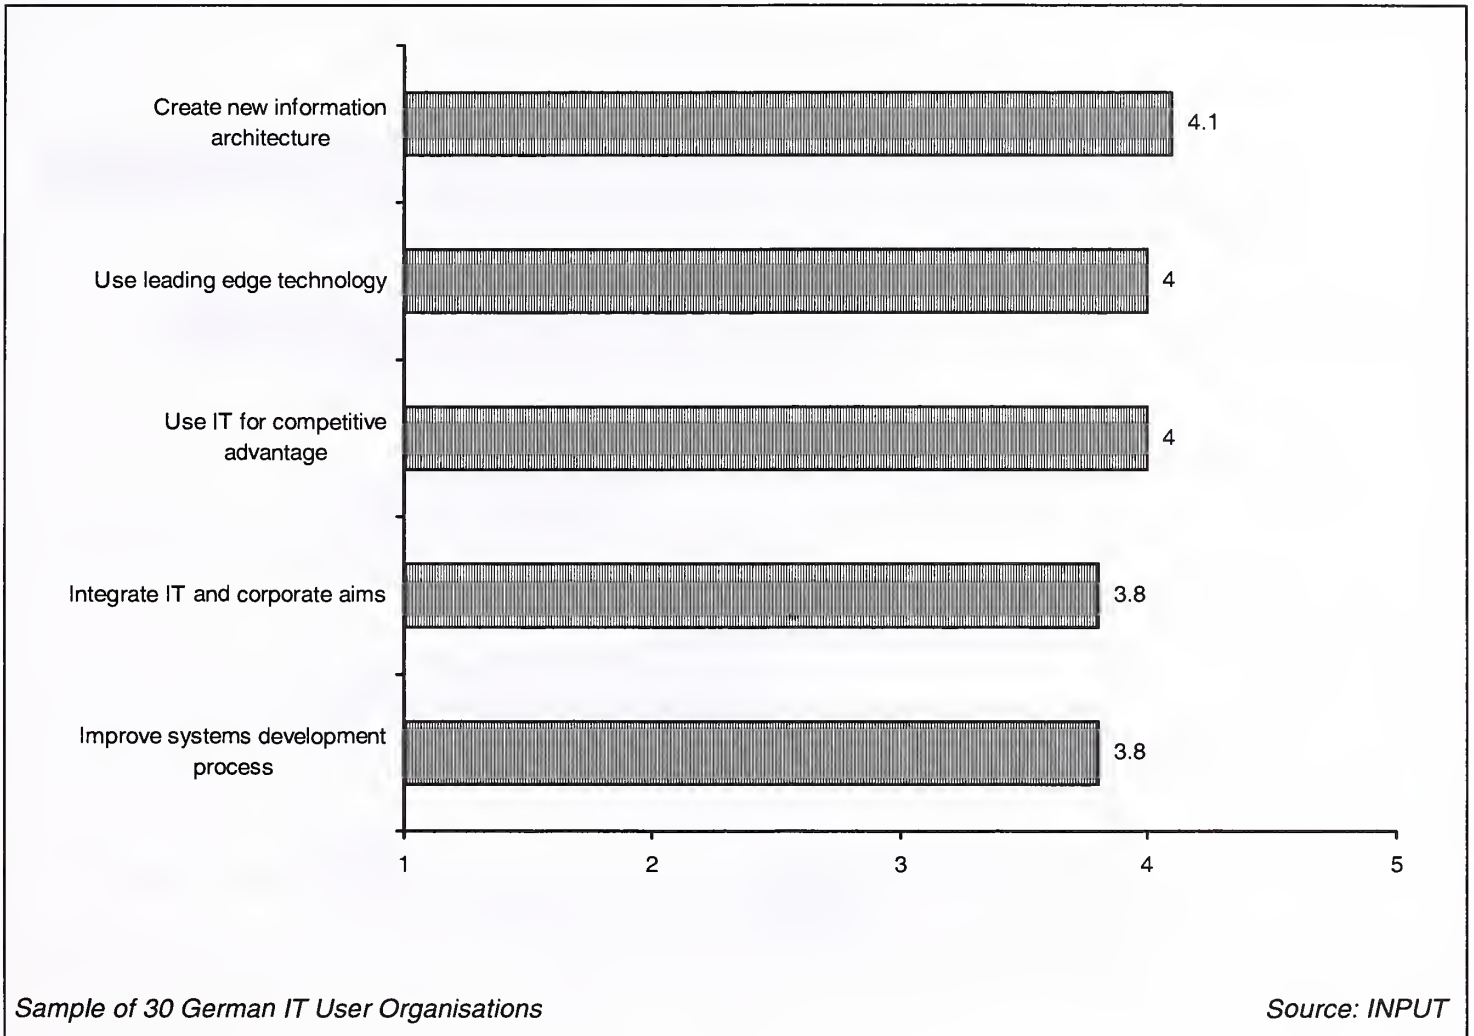 Create new information
architecture
4.1
Use leading edge technology
4
Use IT for competitive
advantage
4
Integrate IT and corporate aims
3.8
Improve systems development
process
3.8
1 2 3 4 5
Sample of 30 German IT User Organisations
Source: INPUT